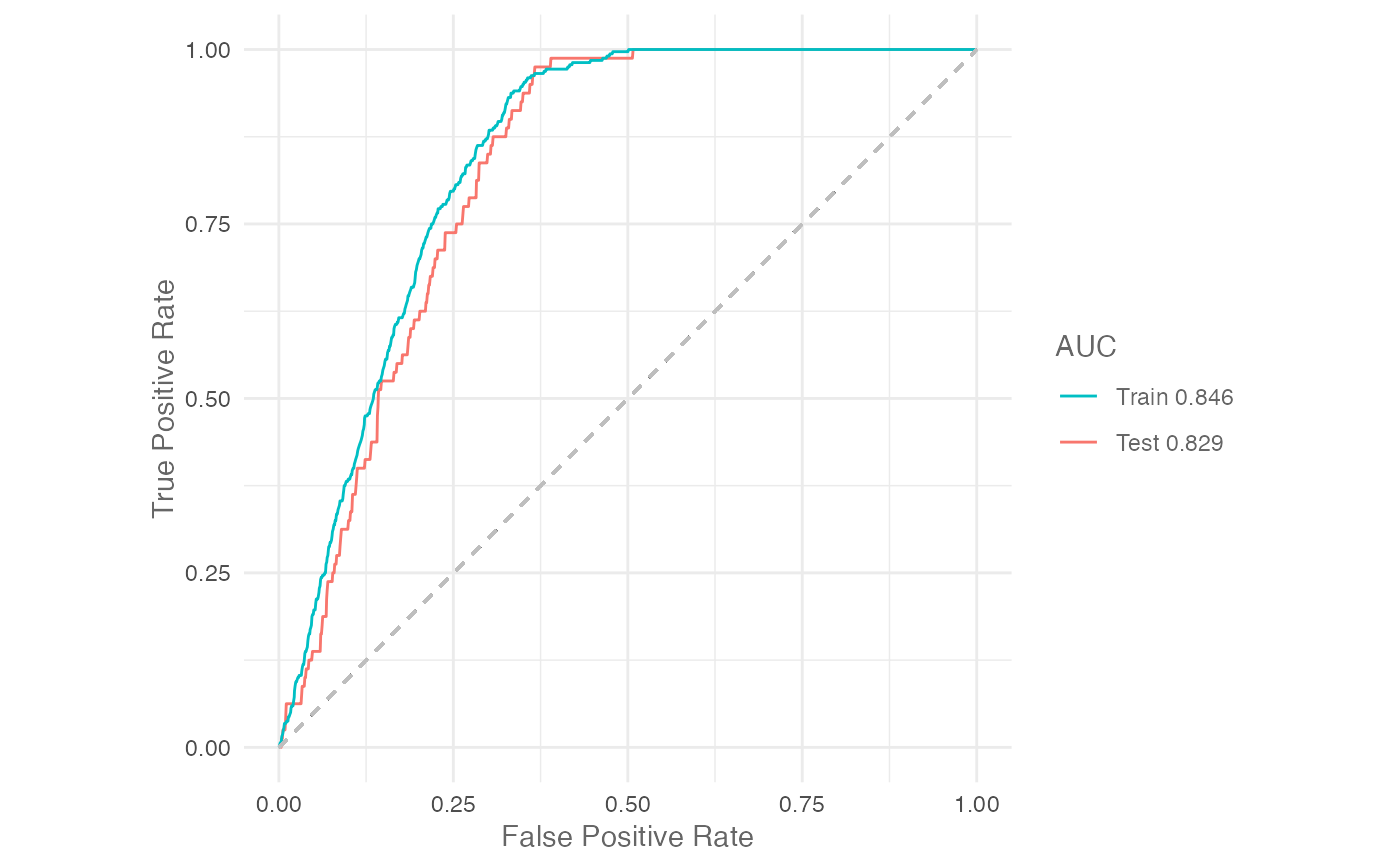 1.00
0.75
0.50
0.25
0.00
True Positive Rate
0.00 0.25 0.50 0.75 1.00
False Positive Rate
AUC
Train 0.846
Test 0.829